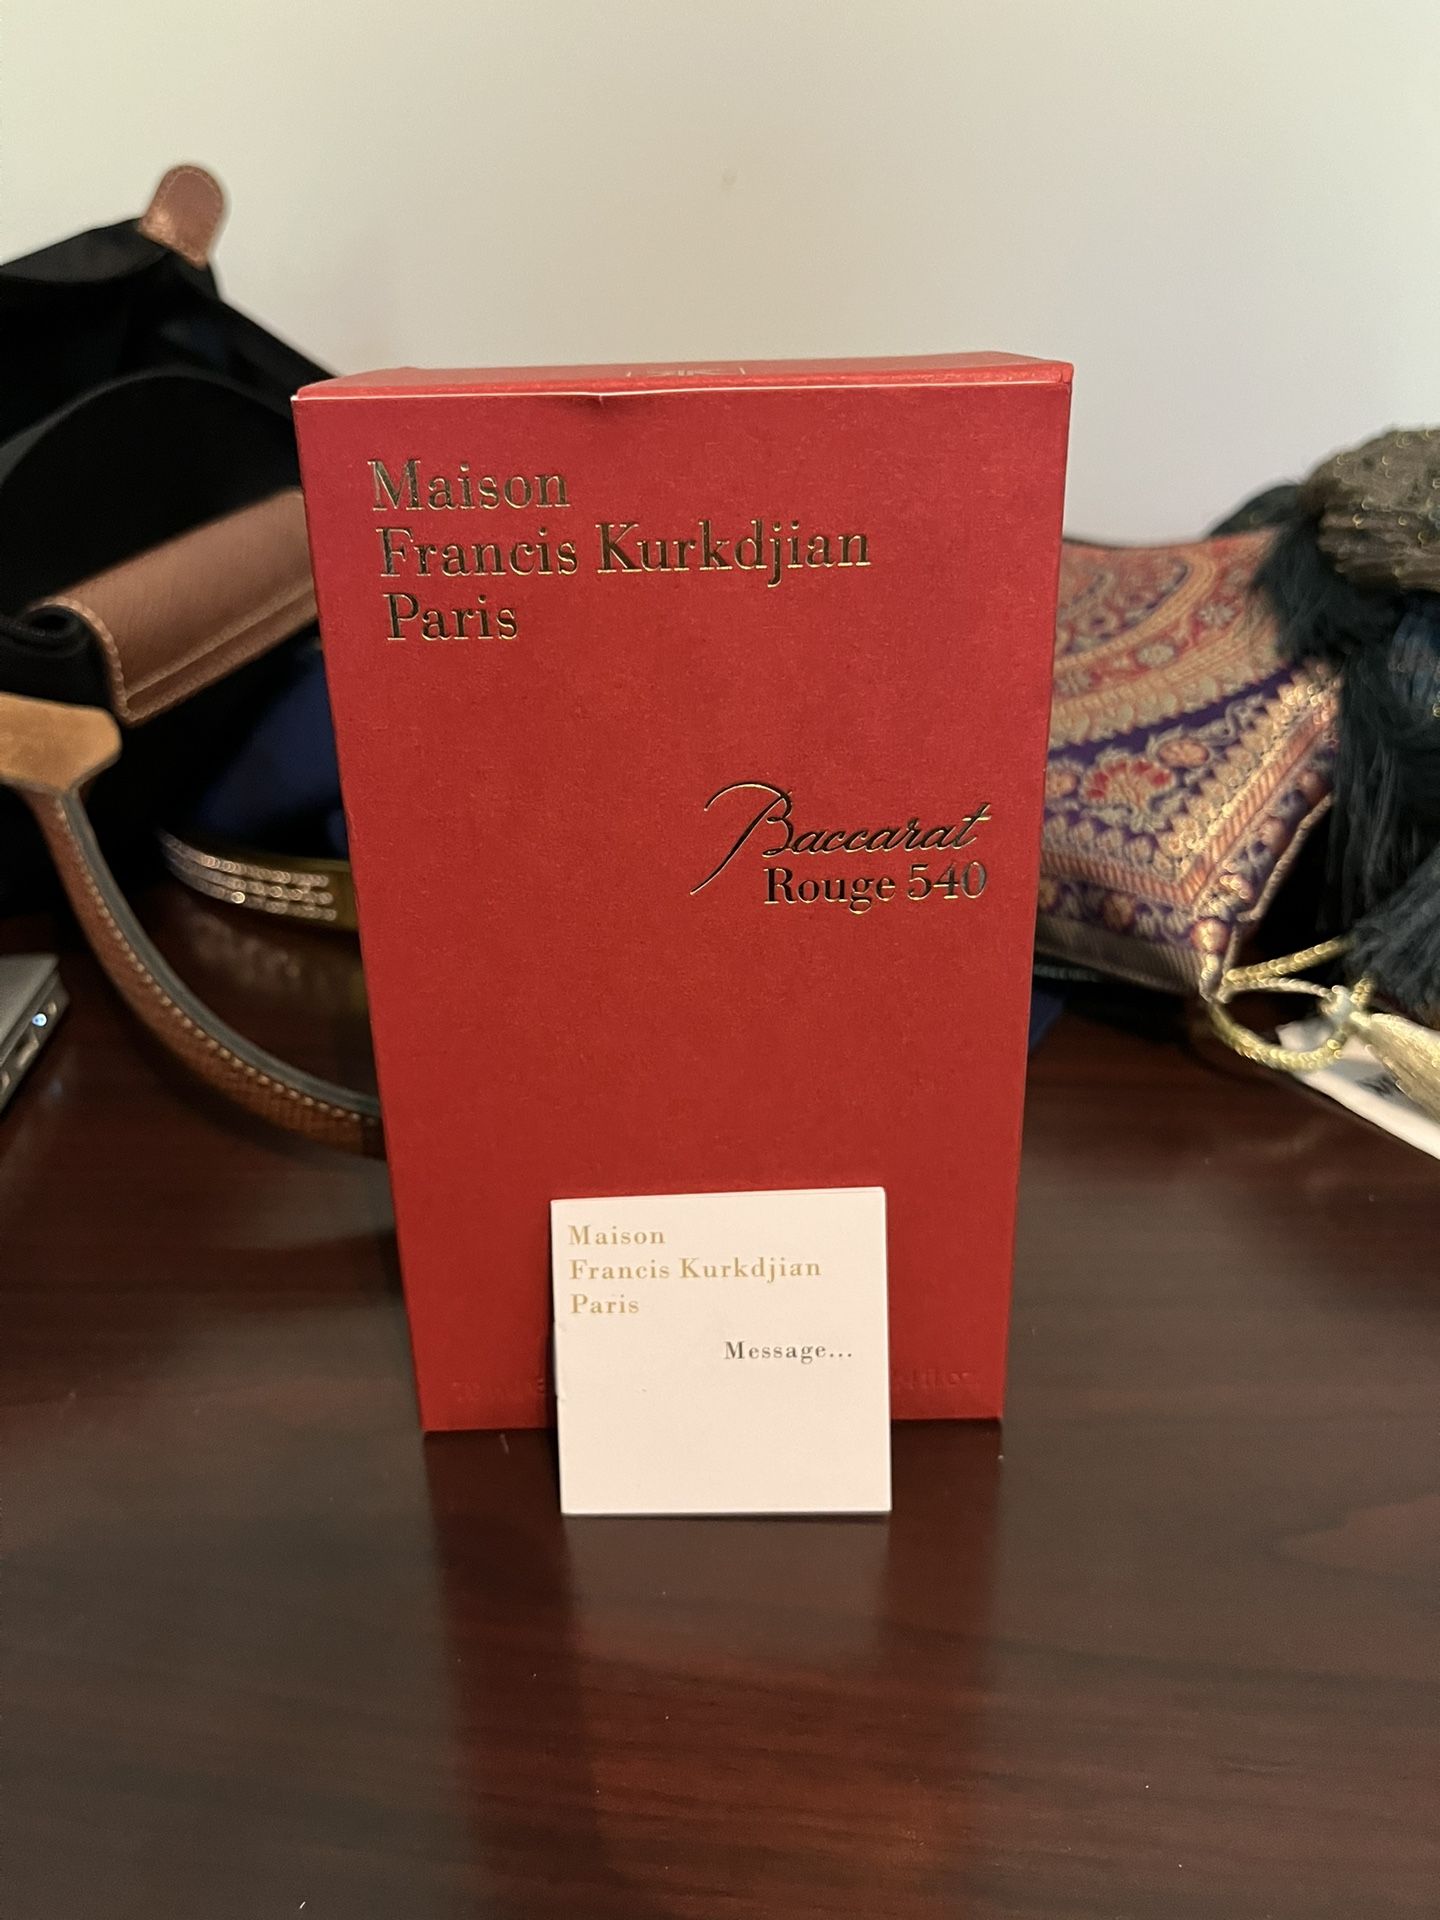 Maison
Francis Kurkdjian
Paris
Baccarat
Rouge 540
Maison
Francis Kurkdjian
Paris
Message...